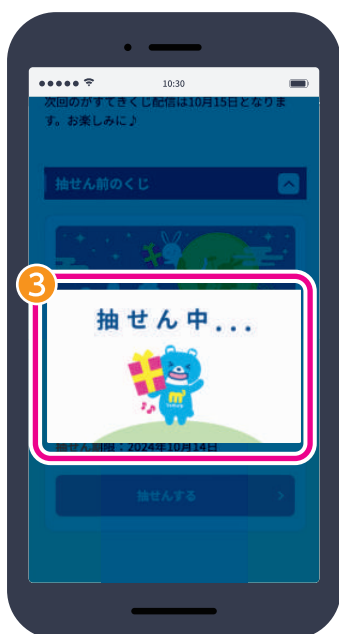 10:30
次回のがすてきくじ配信は10月15日となりま
す。お楽しみに♪
抽せん前のくじ
3
抽せん中...
m
抽せん期限：2024年10月14日
抽せんする